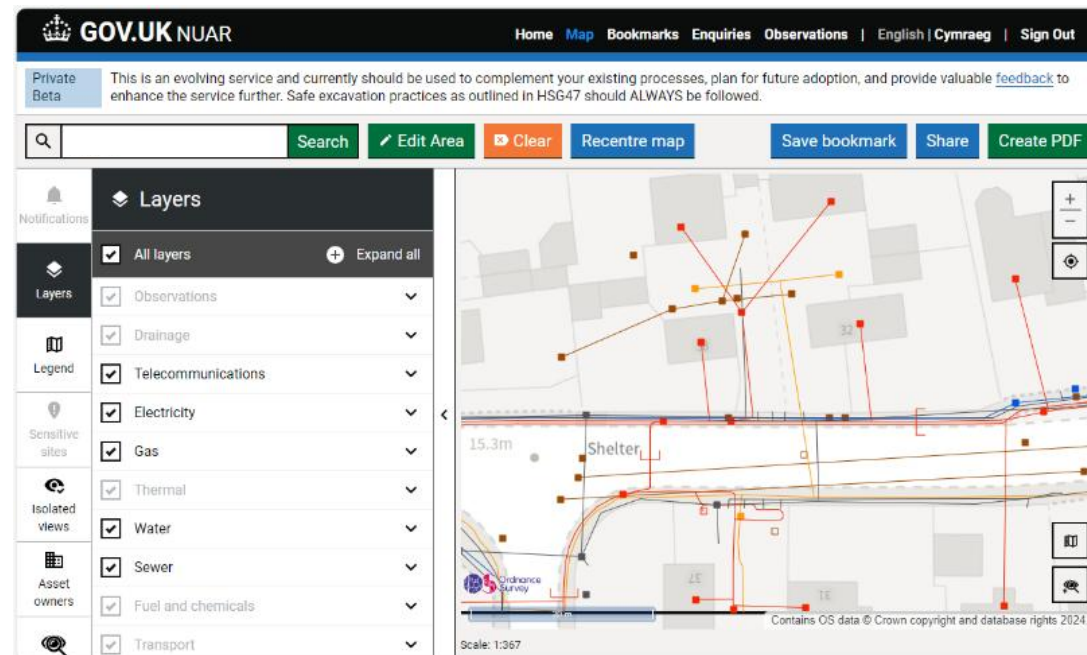 GOV.UK NUAR
Home Map Bookmarks Enquiries Observations | English | Cymraeg | Sign Out
Private Beta
This is an evolving service and currently should be used to complement your existing processes, plan for future adoption, and provide valuable feedback to
enhance the service further. Safe excavation practices as outlined in HSG47 should ALWAYS be followed.
Search
Edit Area
Clear
Recentre map
Save bookmark
Share
Create PDF
Notifications
Layers
Legend
Sensitive
sites
Isolated
views
Asset
owners
Layers
All layers
Expand all
Observations
Drainage
Telecommunications
Electricity
Gas
Thermal
Water
Sewer
Fuel and chemicals
Transport
32
15.3m
Shelter
37
31
Ordnance
Survey
Contains OS data © Crown copyright and database rights 2024
Scale: 1:367